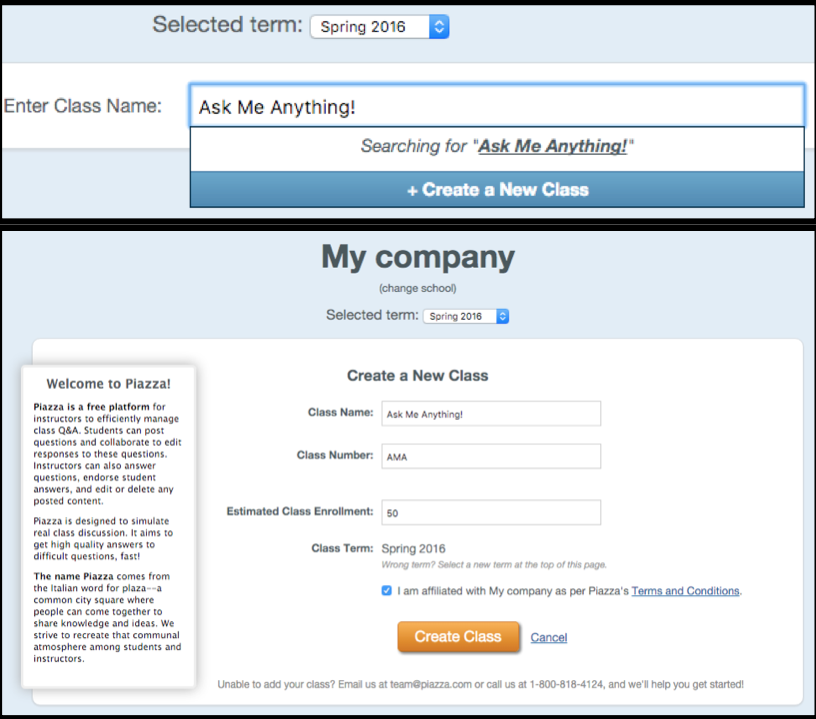 Selected term: Spring 2016
Enter Class Name: Ask Me Anything!
Searching for "Ask Me Anything!"
+ Create a New Class
My company
(change school)
Selected term: Spring 2016
Welcome to Piazza!
Piazza is a free platform for
instructors to efficiently manage
class Q&A. Students can post
questions and collaborate to edit
responses to these questions.
Instructors can also answer
questions, endorse student
answers, and edit or delete any
posted content.
Piazza is designed to simulate
real class discussion. It aims to
get high quality answers to
difficult questions, fast!
The name Piazza comes from
the Italian word for plaza--a
common city square where
people can come together to
share knowledge and ideas. We
strive to recreate that communal
atmosphere among students and
instructors.
Create a New Class
Class Name: Ask Me Anything!
Class Number: AMA
Estimated Class Enrollment: 50
Class Term: Spring 2016
Wrong term? Select a new term at the top of this page.
I am affiliated with My company as per Piazza's Terms and Conditions.
Create Class Cancel
Unable to add your class? Email us at team@piazza.com or call us at 1-800-818-4124, and we'll help you get started!